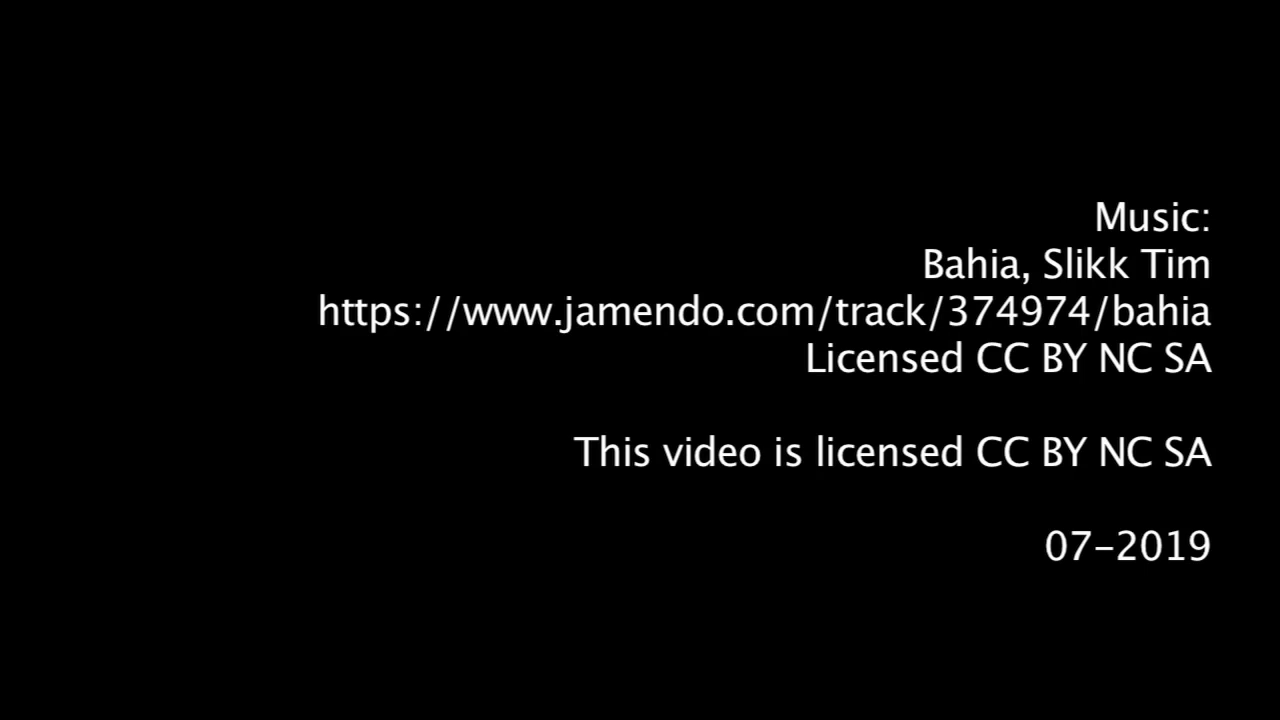 Music:
Bahia, Slikk Tim
https://www.jamendo.com/track/374974/bahia
Licensed CC BY NC SA
This video is licensed CC BY NC SA
07-2019